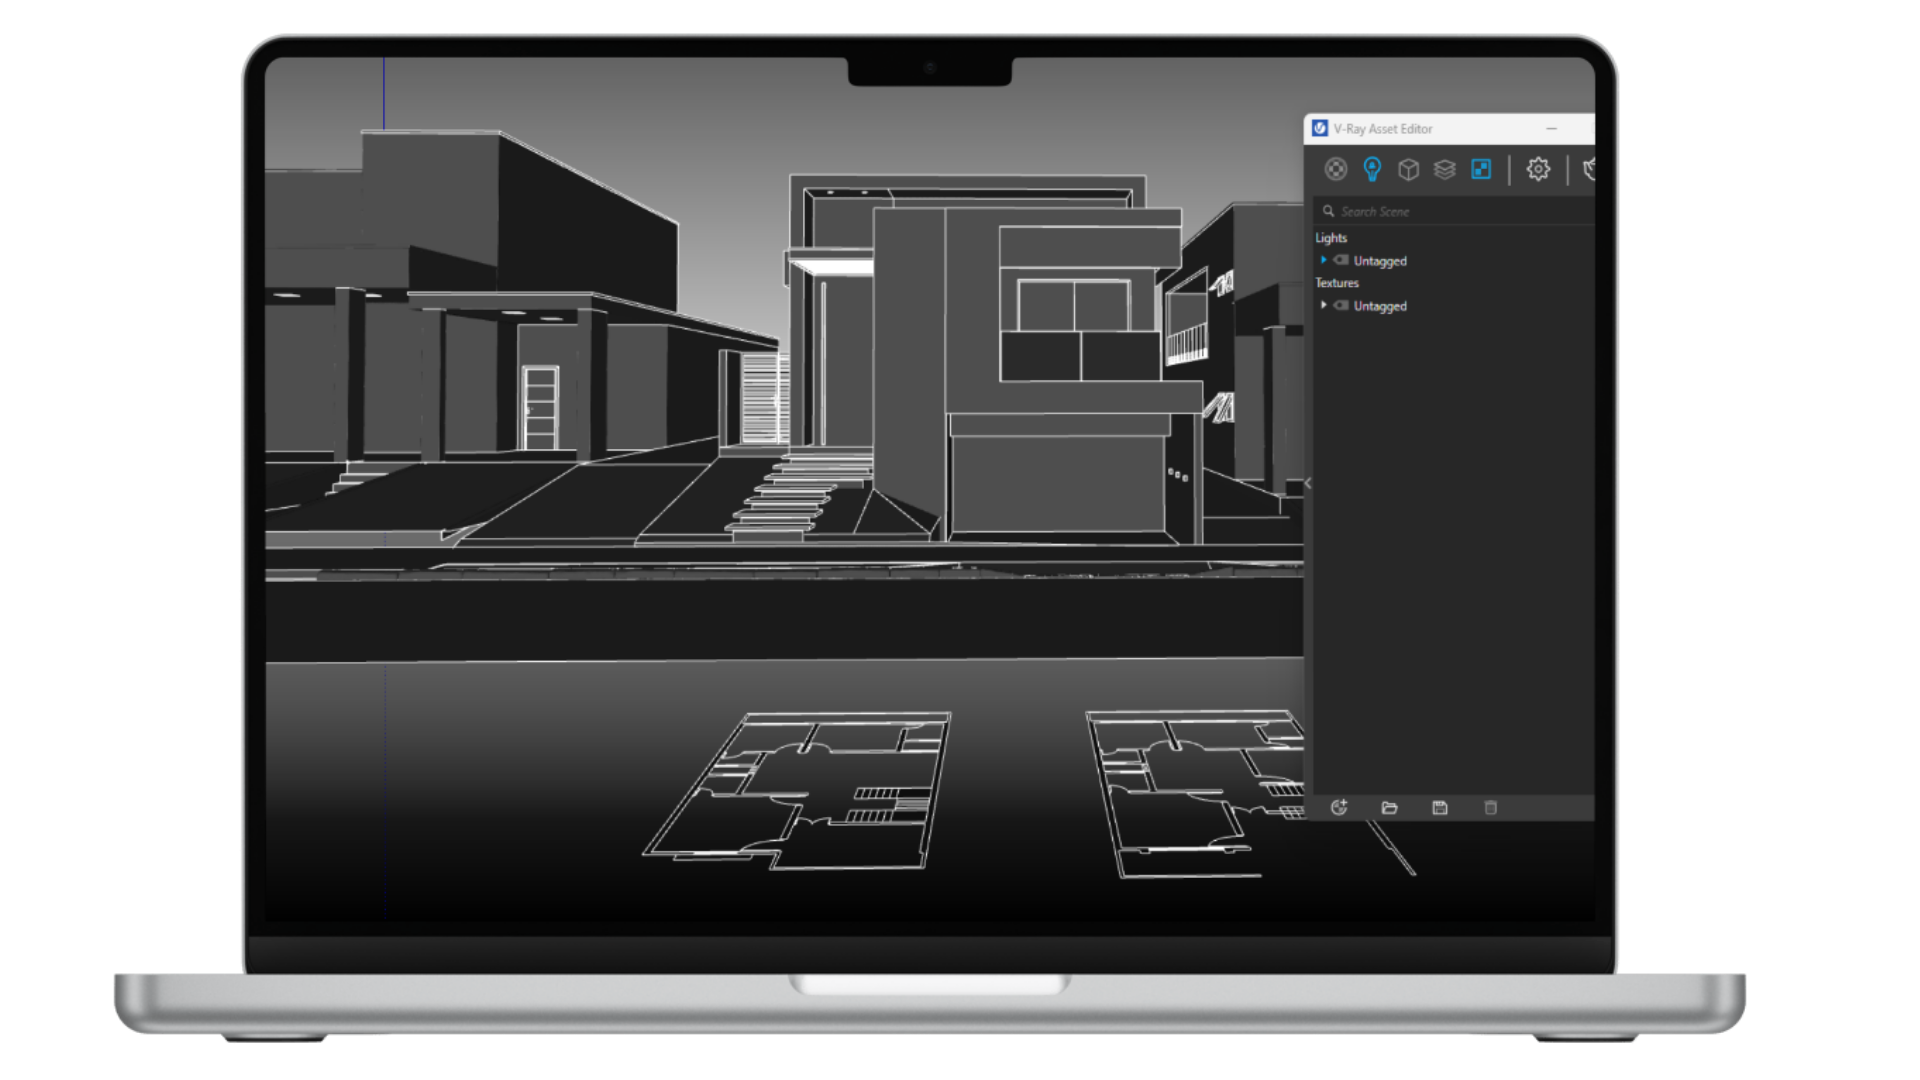 V-Ray Asset Editor
Search Scene
Lights
Untagged
Textures
Untagged